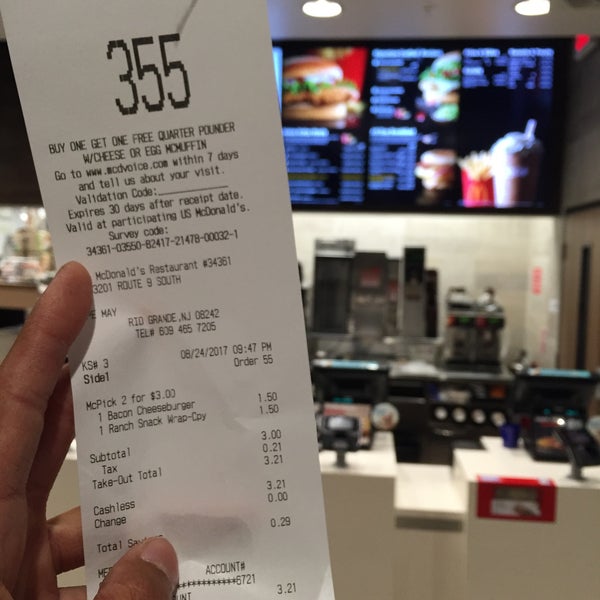 355
BUY ONE GET ONE FREE QUARTER POUNDER
W/CHEESE OR EGG MCMUFFIN
Go to www.mcdvoice.com within 7 days
and tell us about your visit.
Validation Code:
Expires 30 days after receipt date.
Valid at participating US McDonald's.
Survey code:
34361-03550-82417-21478-00032-1
McDonald's Restaurant #34361
3201 ROUTE 9 SOUTH
MAY
RIO GRANDE,NJ 08242
TEL# 609 465 7205
KS# 3 08/24/2017 09:47 PM
Side1 Order 55
McPick 2 for $3.00
1 Bacon Cheeseburger 1.50
1 Ranch Snack Wrap-Cpy 1.50
Subtotal 3.00
Tax 0.21
Take-Out Total 3.21
Cashless 3.21
Change 0.00
Total 0.29
ACCOUNT#
6721
3.21